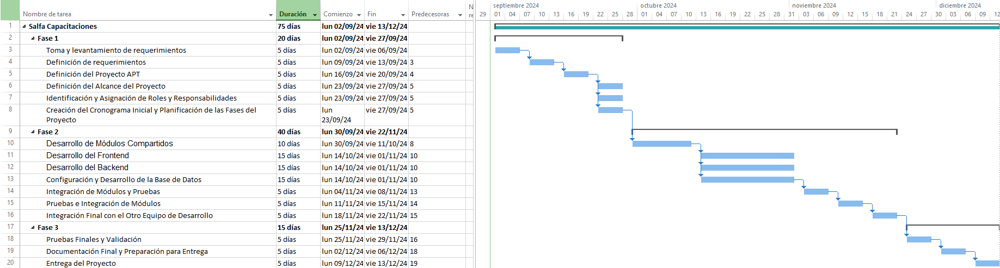 Nombre de tarea Duración Comienzo Fin Predecesoras N re
septiembre 2024 octubre 2024 noviembre 2024 diciembre 2024
29 01 04 07 10 13 16 19 22 25 28 01 04 07 10 13 16 19 22 25 28 31 03 06 09 12 15 18 21 24 27 30 03 06 09 12
1 Salfa Capacitaciones 75 días lun 02/09/24 vie 13/12/24
2 Fase 1 20 días lun 02/09/24 vie 27/09/24
3 Toma y levantamiento de requerimientos 5 días lun 02/09/24 vie 06/09/24
4 Definición de requerimientos 5 días lun 09/09/24 vie 13/09/24 3
5 Definición del Proyecto APT 5 días lun 16/09/24 vie 20/09/24 4
6 Definición del Alcance del Proyecto 5 días lun 23/09/24 vie 27/09/24 5
7 Identificación y Asignación de Roles y Responsabilidades 5 días lun 23/09/24 vie 27/09/24 5
8 Creación del Cronograma Inicial y Planificación de las Fases del 5 días lun vie 27/09/24 5
Proyecto 23/09/24
9 Fase 2 40 días lun 30/09/24 vie 22/11/24
10 Desarrollo de Módulos Compartidos 10 días lun 30/09/24 vie 11/10/24 8
11 Desarrollo del Frontend 15 días lun 14/10/24 vie 01/11/24 10
12 Desarrollo del Backend 15 días lun 14/10/24 vie 01/11/24 10
13 Configuración y Desarrollo de la Base de Datos 15 días lun 14/10/24 vie 01/11/24 10
14 Integración de Módulos y Pruebas 5 días lun 04/11/24 vie 08/11/24 13
15 Pruebas e Integración de Módulos 5 días lun 11/11/24 vie 15/11/24 14
16 Integración Final con el Otro Equipo de Desarrollo 5 días lun 18/11/24 vie 22/11/24 15
17 Fase 3 15 días lun 25/11/24 vie 13/12/24
18 Pruebas Finales y Validación 5 días lun 25/11/24 vie 29/11/24 16
19 Documentación Final y Preparación para Entrega 5 días lun 02/12/24 vie 06/12/24 18
20 Entrega del Proyecto 5 días lun 09/12/24 vie 13/12/24 19